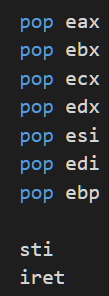 pop eax
pop ebx
pop ecx
pop edx
pop esi
pop edi
pop ebp

sti
iret